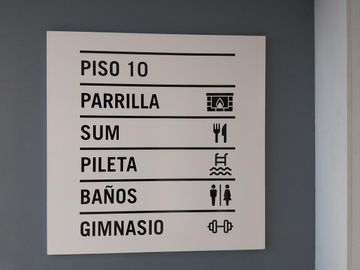 PISO 10
PARRILLA
SUM
PILETA
BAÑOS
GIMNASIO